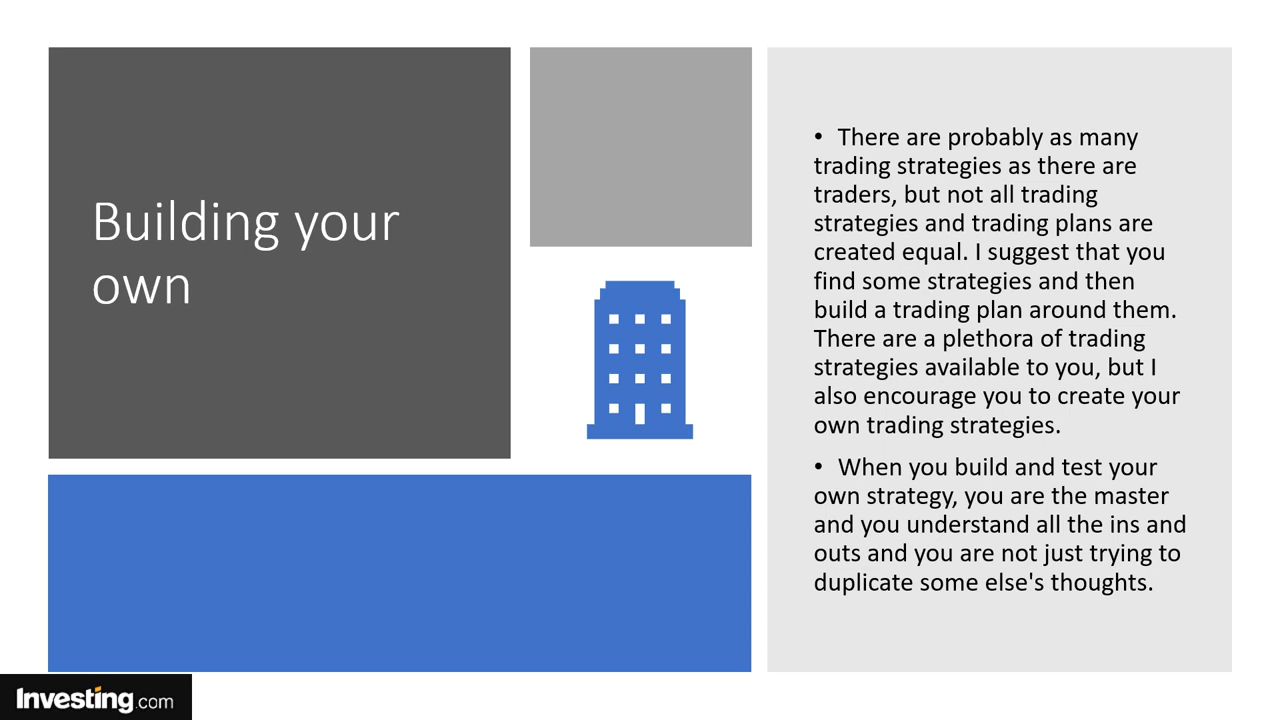 Building your
own
• There are probably as many
trading strategies as there are
traders, but not all trading
strategies and trading plans are
created equal. I suggest that you
find some strategies and then
build a trading plan around them.
There are a plethora of trading
strategies available to you, but I
also encourage you to create your
own trading strategies.
• When you build and test your
own strategy, you are the master
and you understand all the ins and
outs and you are not just trying to
duplicate some else's thoughts.
Investing.com